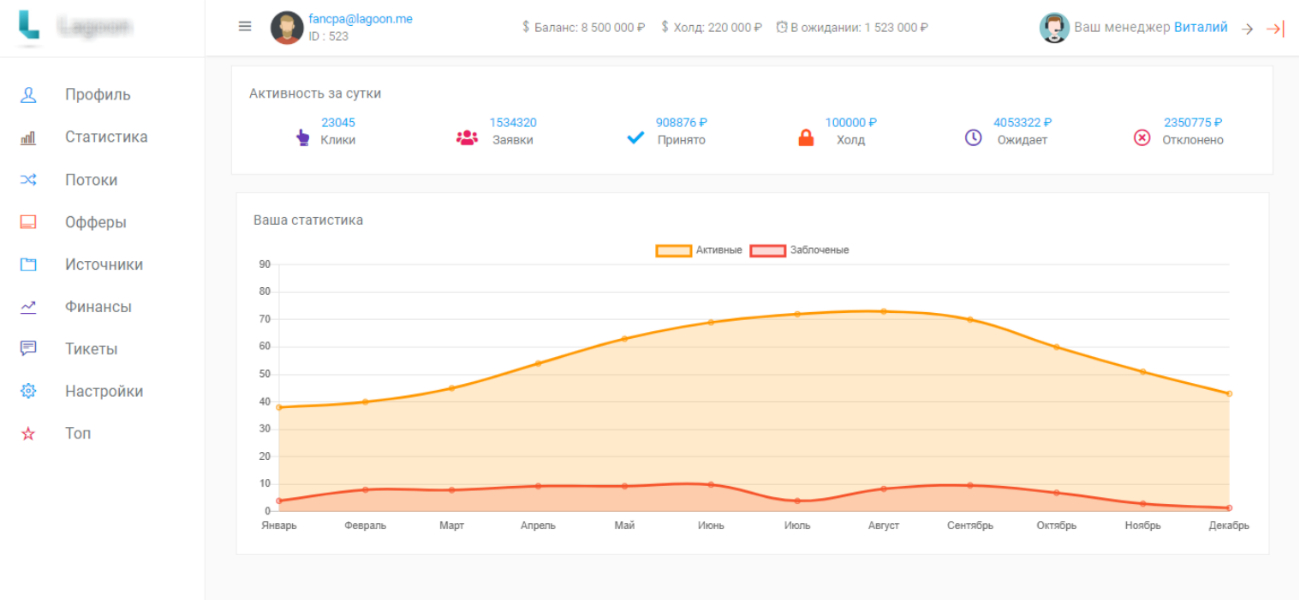 Lagoon
fancpa@lagoon.me
ID : 523
$ Баланс: 8 500 000 ₽
$ Холд: 220 000 ₽
В ожидании: 1 523 000 ₽
Ваш менеджер Виталий
Профиль
Статистика
Потоки
Офферы
Источники
Финансы
Тикеты
Настройки
Топ
Активность за сутки
23045
Клики
1534320
Заявки
908876 ₽
Принято
100000 ₽
Холд
4053322 ₽
Ожидает
2350775 ₽
Отклонено
Ваша статистика
Активные
Заблоченые
90
80
70
60
50
40
30
20
10
0
Январь Февраль Март Апрель Май Июнь Июль Август Сентябрь Октябрь Ноябрь Декабрь